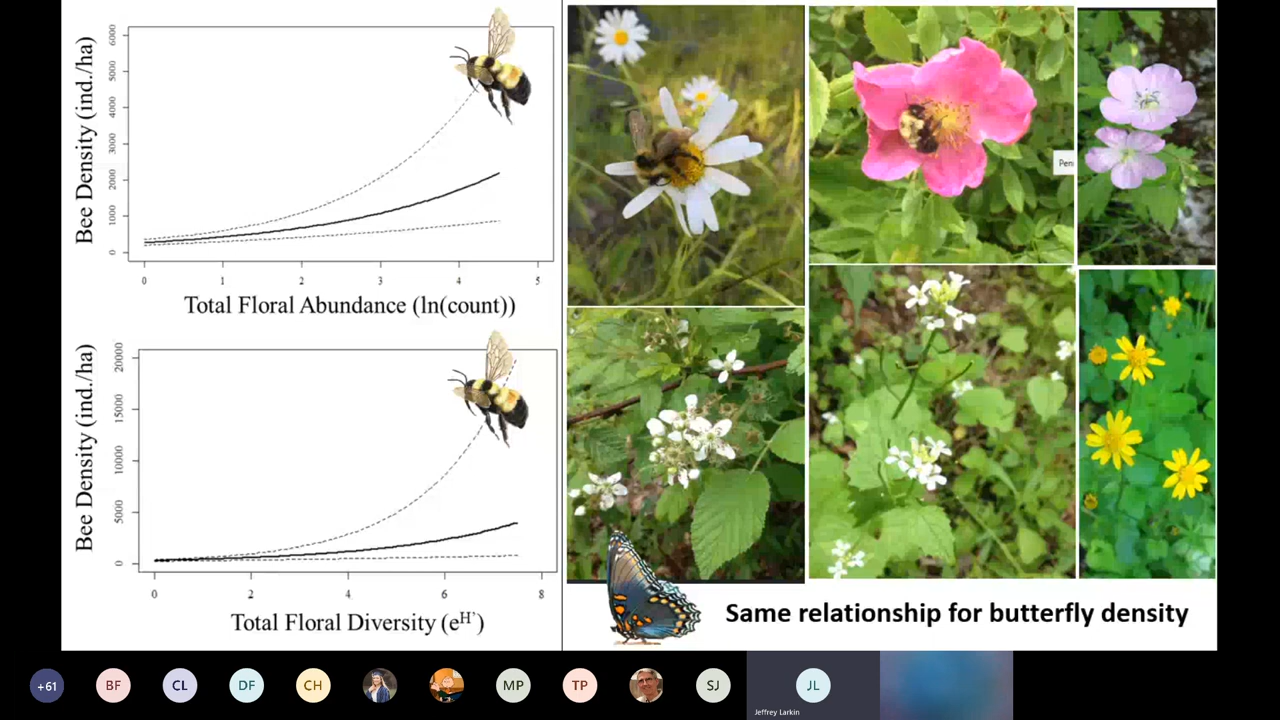 Bee Density (ind./ha)
6000
5000
4000
3000
2000
1000
0
0 1 2 3 4 5
Total Floral Abundance (ln(count))
Bee Density (ind./ha)
20000
15000
10000
5000
0
0 2 4 6 8
Total Floral Diversity (eH')
Pen
Same relationship for butterfly density
+61 BF CL DF CH MP TP SJ JL
Jeffrey Larkin